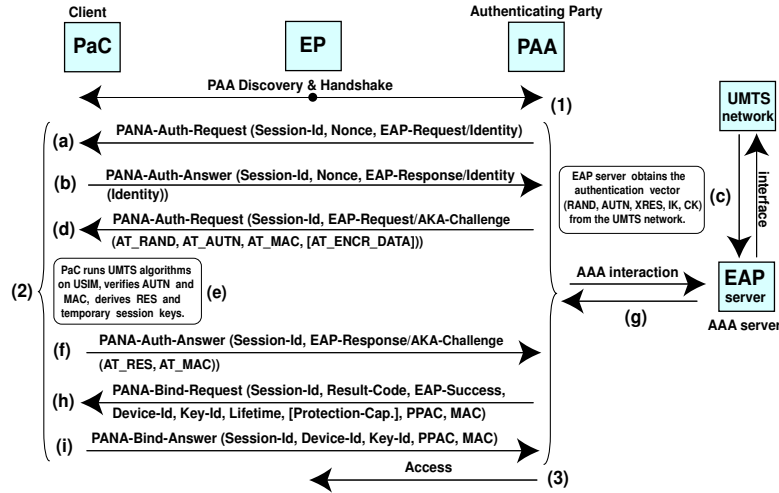 Client
Authenticating Party
PaC
EP
PAA
PAA Discovery & Handshake
(1)
UMTS
network
(a)
PANA-Auth-Request (Session-Id, Nonce, EAP-Request/Identity)
(b)
PANA-Auth-Answer (Session-Id, Nonce, EAP-Response/Identity
(Identity))
EAP server obtains the
authentication vector
(RAND, AUTN, XRES, IK, CK)
from the UMTS network.
(c)
interface
(d)
PANA-Auth-Request (Session-Id, EAP-Request/AKA-Challenge
(AT_RAND, AT_AUTN, AT_MAC, [AT_ENCR_DATA]))
(2)
PaC runs UMTS algorithms
on USIM, verifies AUTN and
MAC, derives RES and
temporary session keys.
(e)
AAA interaction
(g)
EAP
server
AAA server
(f)
PANA-Auth-Answer (Session-Id, EAP-Response/AKA-Challenge
(AT_RES, AT_MAC))
(h)
PANA-Bind-Request (Session-Id, Result-Code, EAP-Success,
Device-Id, Key-Id, Lifetime, [Protection-Cap.], PPAC, MAC)
(i)
PANA-Bind-Answer (Session-Id, Device-Id, Key-Id, PPAC, MAC)
Access
(3)